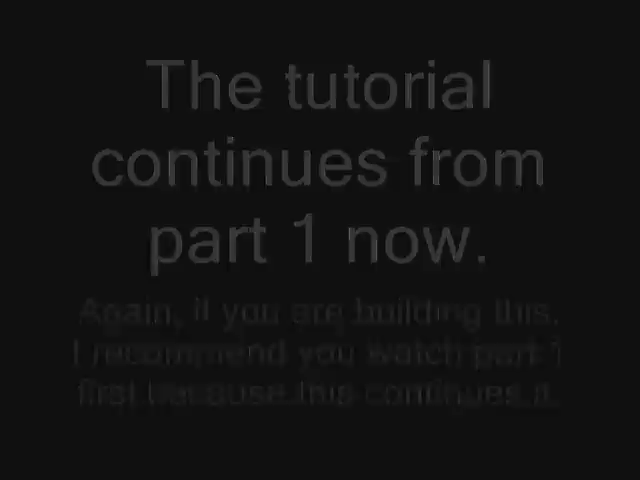 The tutorial
continues from
part 1 now.
Again, if you are building this,
I recommend you watch part 1
first because this continues it.